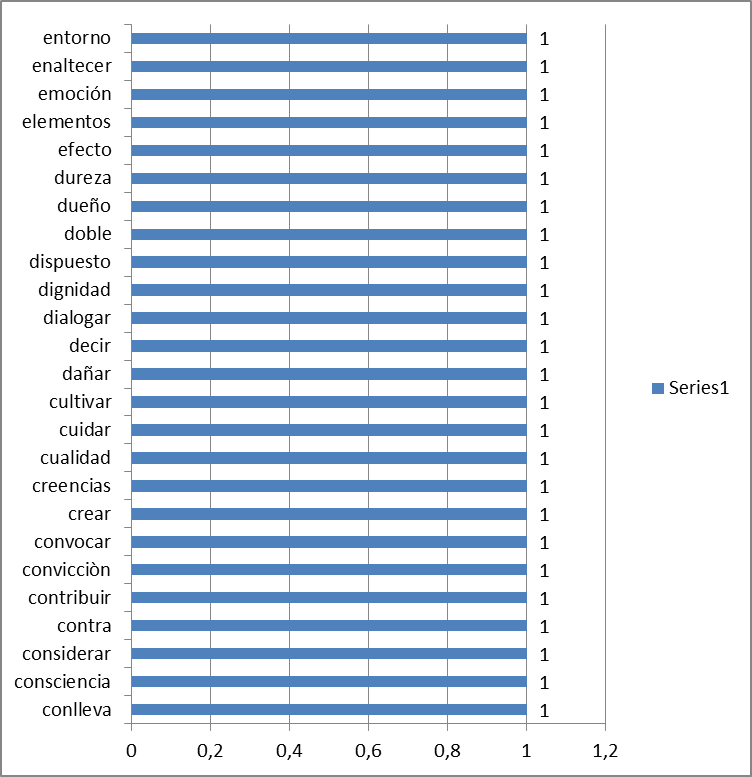 entorno 1
enaltecer 1
emoción 1
elementos 1
efecto 1
dureza 1
dueño 1
doble 1
dispuesto 1
dignidad 1
dialogar 1
decir 1
dañar 1
cultivar 1
cuidar 1
cualidad 1
creencias 1
crear 1
convocar 1
convicciòn 1
contribuir 1
contra 1
considerar 1
consciencia 1
conlleva 1
0 0,2 0,4 0,6 0,8 1 1,2
Series1